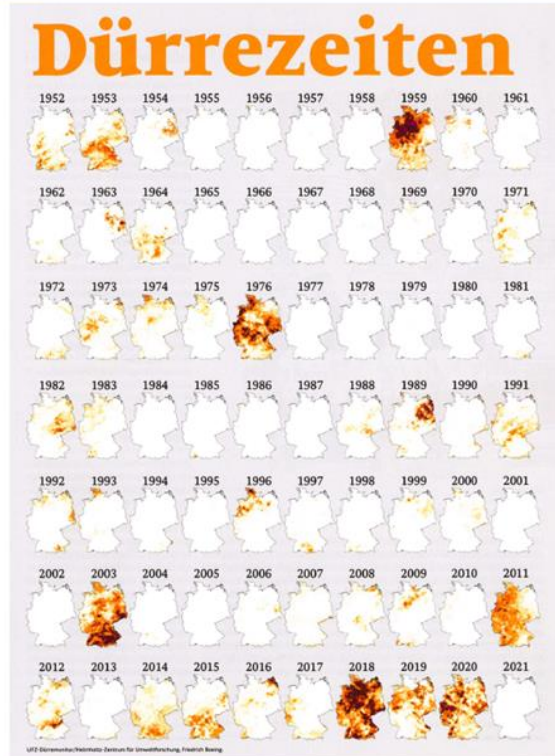 Dürrezeiten
1952 1953 1954 1955 1956 1957 1958 1959 1960 1961
1962 1963 1964 1965 1966 1967 1968 1969 1970 1971
1972 1973 1974 1975 1976 1977 1978 1979 1980 1981
1982 1983 1984 1985 1986 1987 1988 1989 1990 1991
1992 1993 1994 1995 1996 1997 1998 1999 2000 2001
2002 2003 2004 2005 2006 2007 2008 2009 2010 2011
2012 2013 2014 2015 2016 2017 2018 2019 2020 2021
UFZ-Dürremonitor/Helmholtz-Zentrum für Umweltforschung, Friedrich Boeing